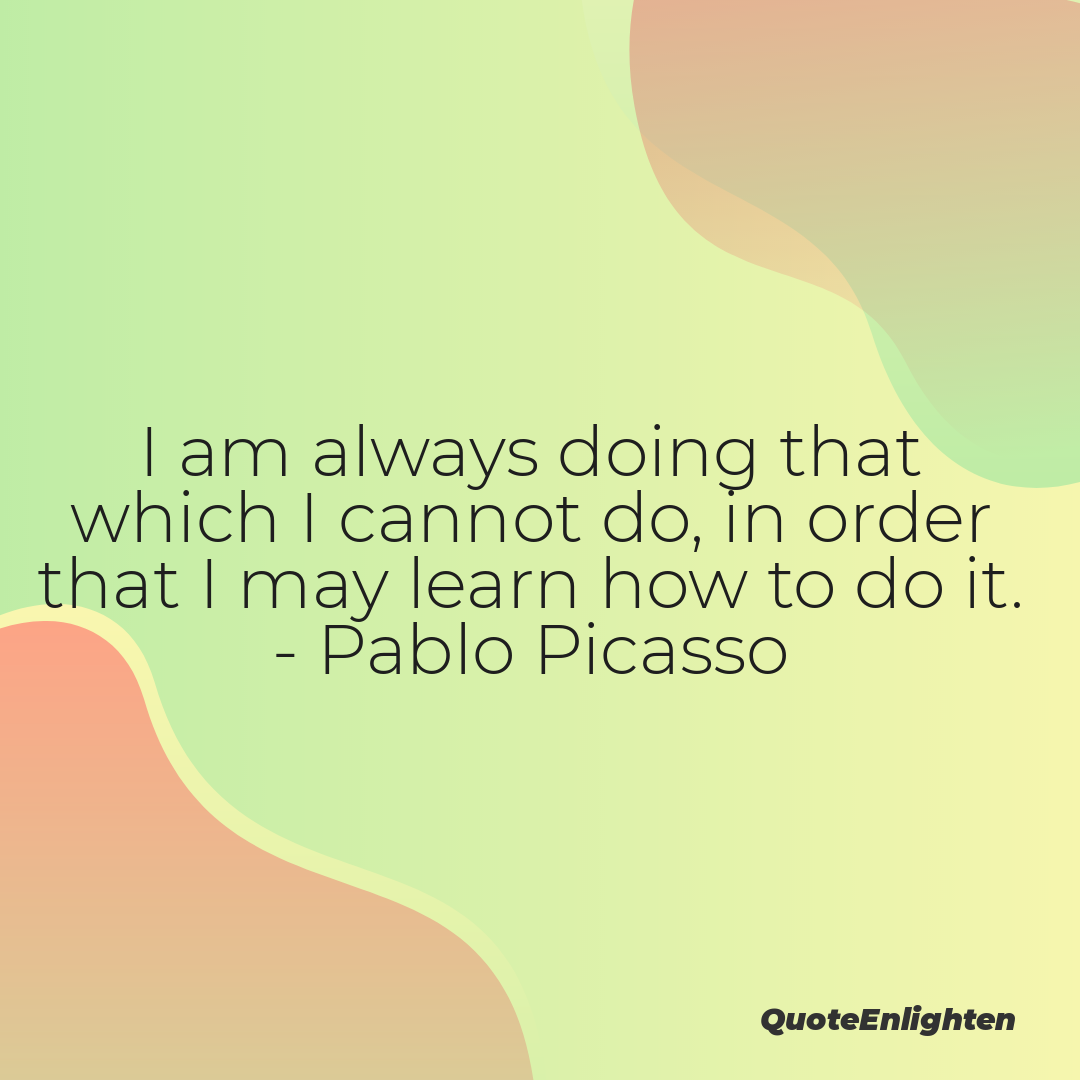 I am always doing that
which I cannot do, in order
that I may learn how to do it.
- Pablo Picasso
QuoteEnlighten